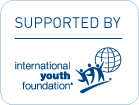 SUPPORTED BY
international
youth
foundation®